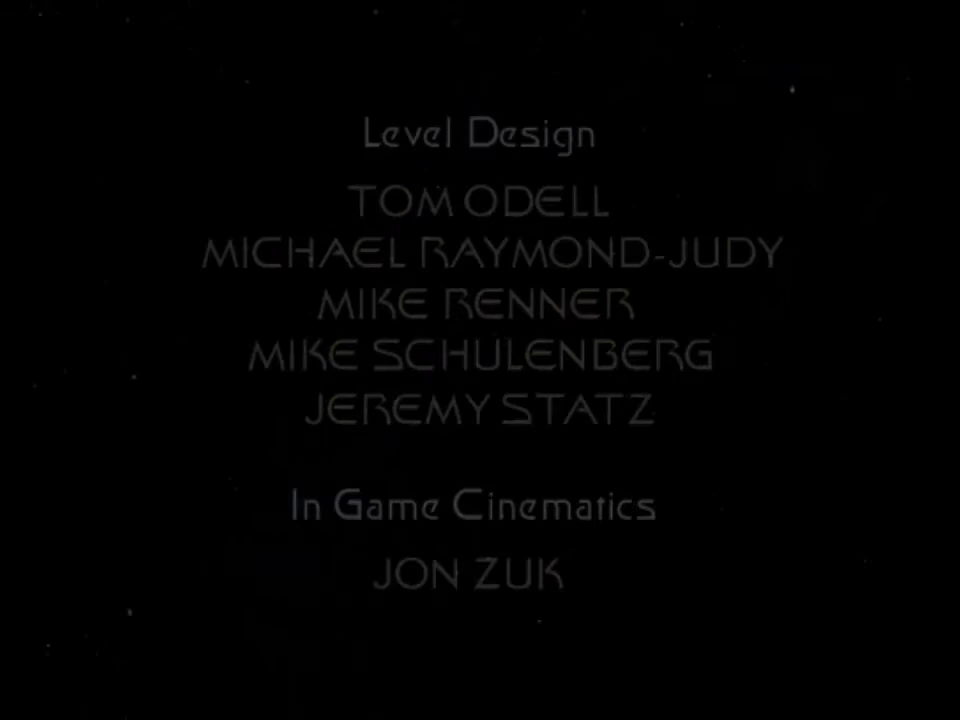 Level Design
TOM ODELL
MICHAEL RAYMOND-JUDY
MIKE RENNER
MIKE SCHULENBERG
JEREMY STATZ
In Game Cinematics
JON ZUK